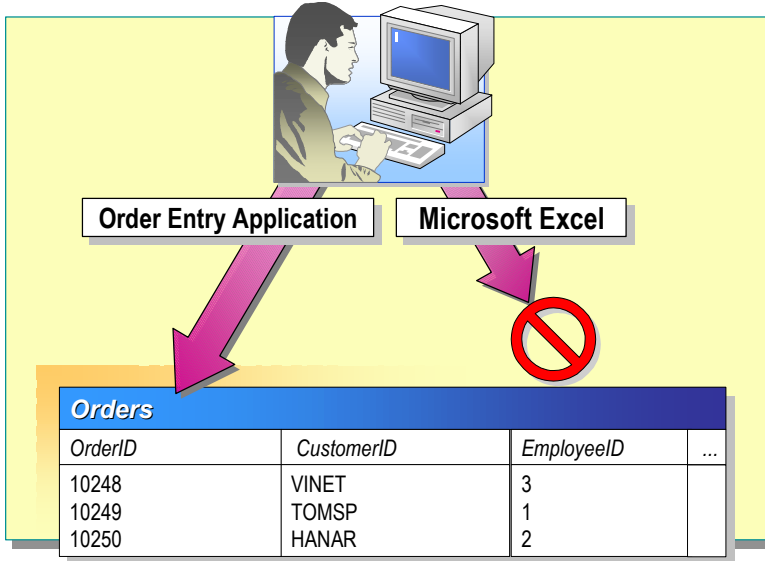 Order Entry Application
Microsoft Excel
Orders
OrderID CustomerID EmployeeID ...
10248 VINET 3
10249 TOMSP 1
10250 HANAR 2